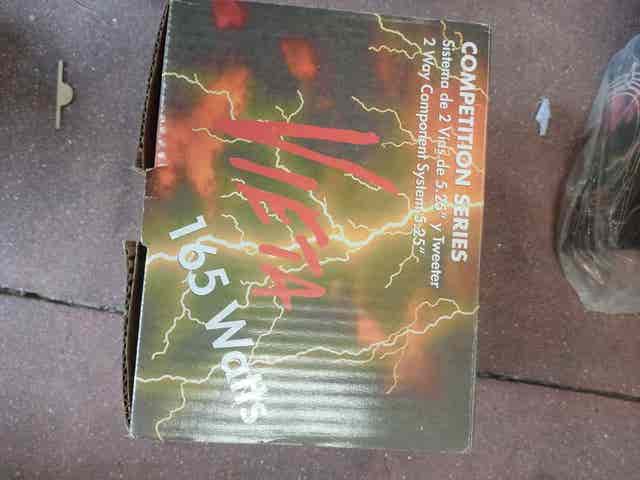 COMPETITION SERIES
Sistema de 2 Vias de 5.25" y Tweeter
2 Way Component System 5.25"
VIETA
165 Watts